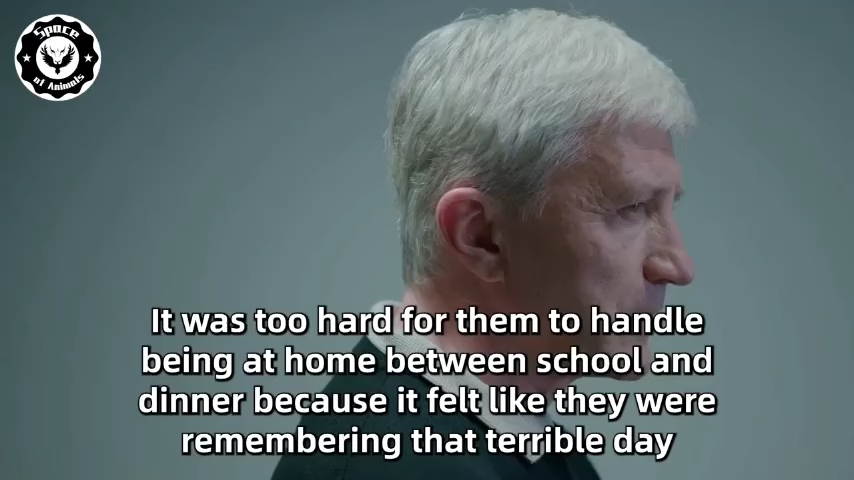 Space
of Animals
It was too hard for them to handle
being at home between school and
dinner because it felt like they were
remembering that terrible day